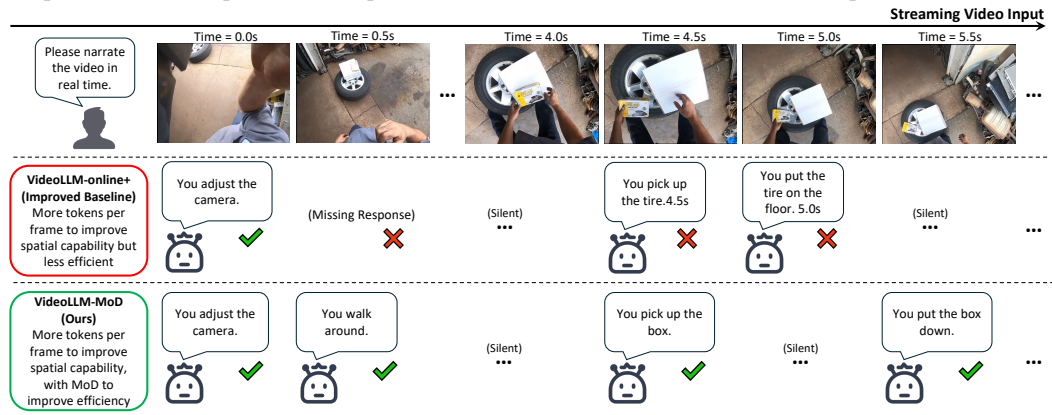 Streaming Video Input
Please narrate
the video in
real time.
Time = 0.0s
Time = 0.5s
Time = 4.0s
Time = 4.5s
Time = 5.0s
Time = 5.5s
...
...
VideoLLM-online+
(Improved Baseline)
More tokens per
frame to improve
spatial capability but
less efficient
You adjust the
camera.
(Missing Response)
(Silent)
...
You pick up
the tire.4.5s
You put the
tire on the
floor. 5.0s
(Silent)
...
...
VideoLLM-MoD
(Ours)
More tokens per
frame to improve
spatial capability,
with MoD to
improve efficiency
You adjust the
camera.
You walk
around.
(Silent)
...
You pick up the
box.
(Silent)
...
You put the box
down.
...